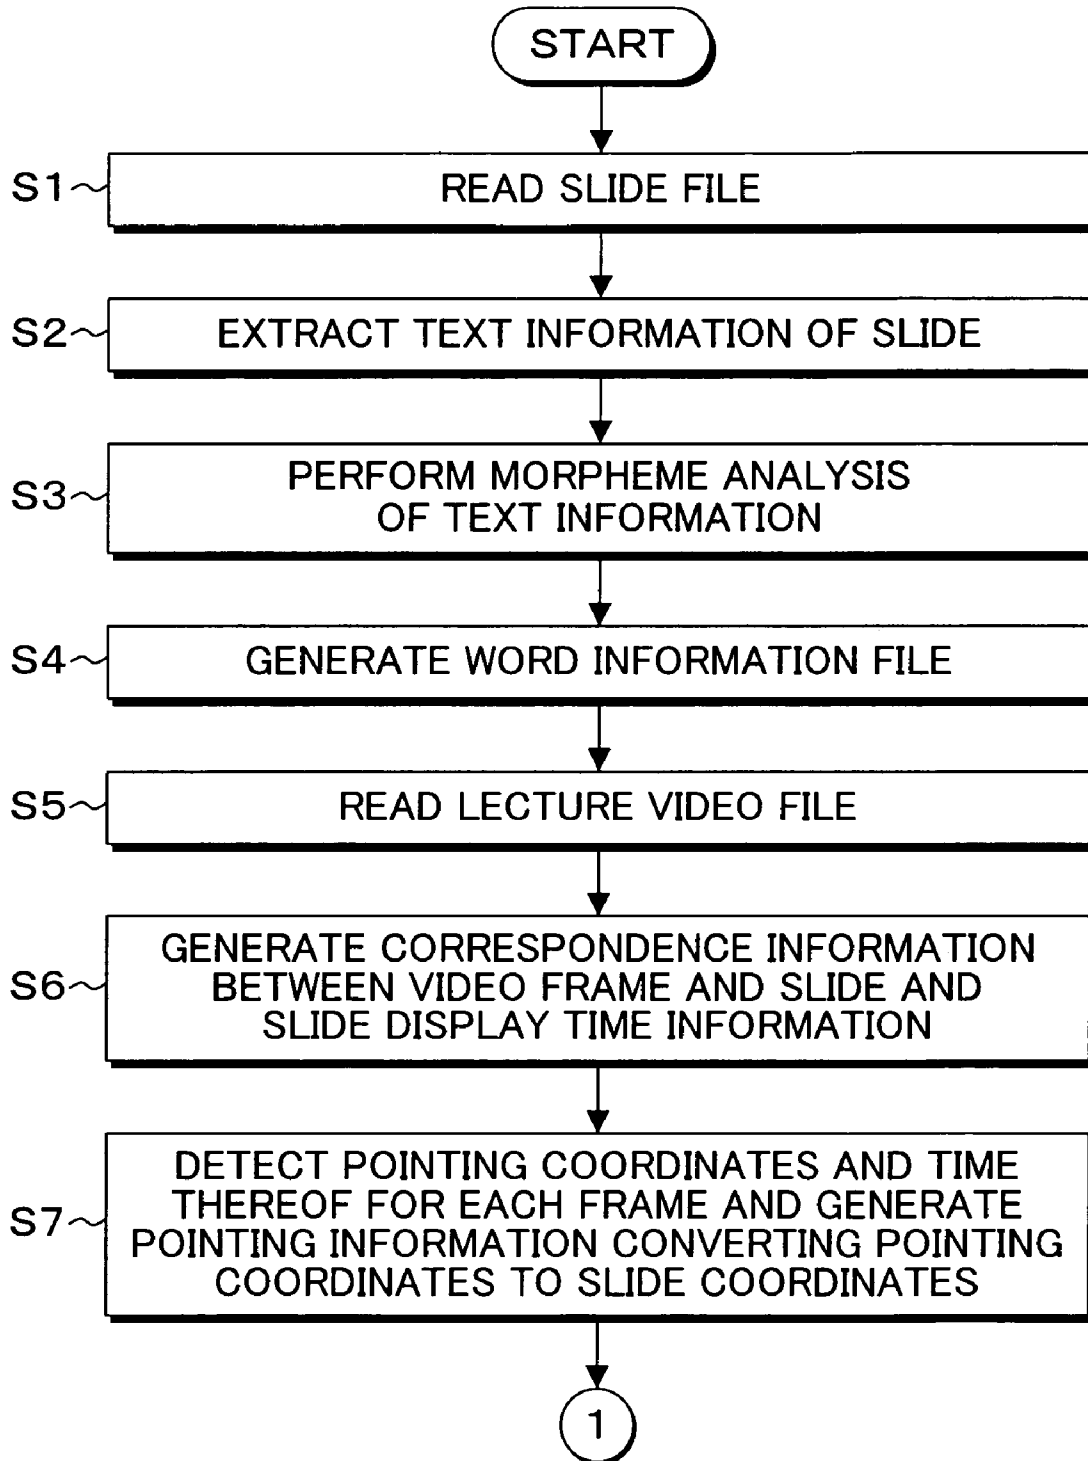 START
S1
READ SLIDE FILE
S2
EXTRACT TEXT INFORMATION OF SLIDE
S3
PERFORM MORPHEME ANALYSIS
OF TEXT INFORMATION
S4
GENERATE WORD INFORMATION FILE
S5
READ LECTURE VIDEO FILE
S6
GENERATE CORRESPONDENCE INFORMATION
BETWEEN VIDEO FRAME AND SLIDE AND
SLIDE DISPLAY TIME INFORMATION
S7
DETECT POINTING COORDINATES AND TIME
THEREOF FOR EACH FRAME AND GENERATE
POINTING INFORMATION CONVERTING POINTING
COORDINATES TO SLIDE COORDINATES
1